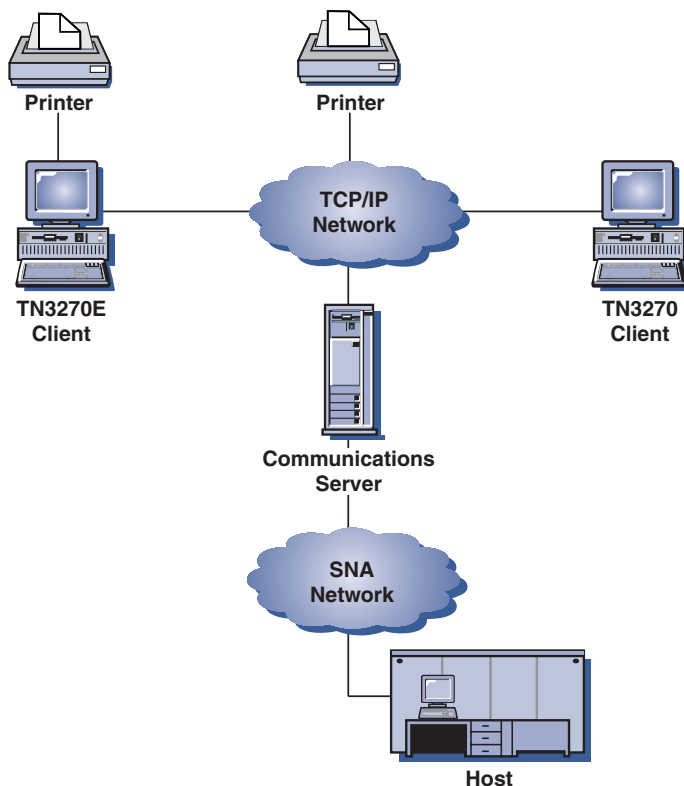 Printer
Printer
TCP/IP
Network
TN3270E
Client
TN3270
Client
Communications
Server
SNA
Network
Host